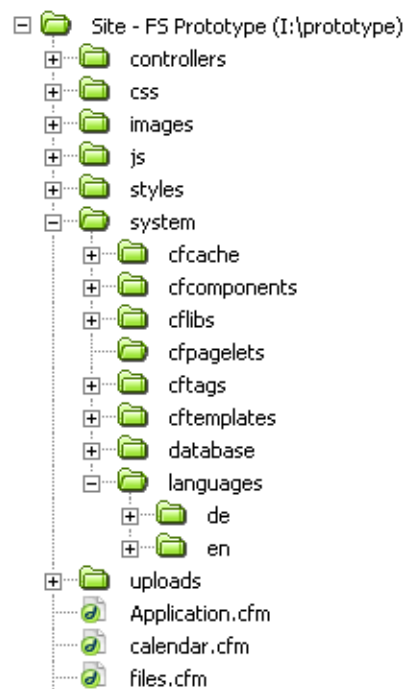 Site - FS Prototype (I:\prototype)
controllers
css
images
js
styles
system
cfcache
cfcomponents
cflibs
cfpagelets
cftags
cftemplates
database
languages
de
en
uploads
Application.cfm
calendar.cfm
files.cfm